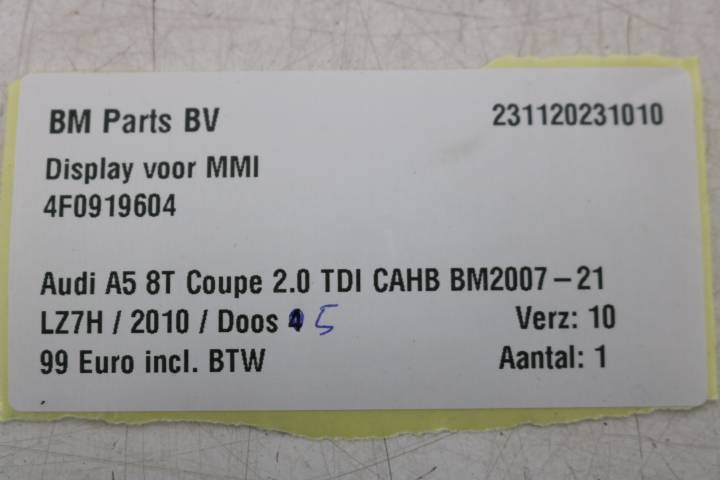 BM Parts BV 231120231010
Display voor MMI
4F0919604
Audi A5 8T Coupe 2.0 TDI CAHB BM2007-21
LZ7H / 2010 / Doos 4 5 Verz: 10
99 Euro incl. BTW Aantal: 1